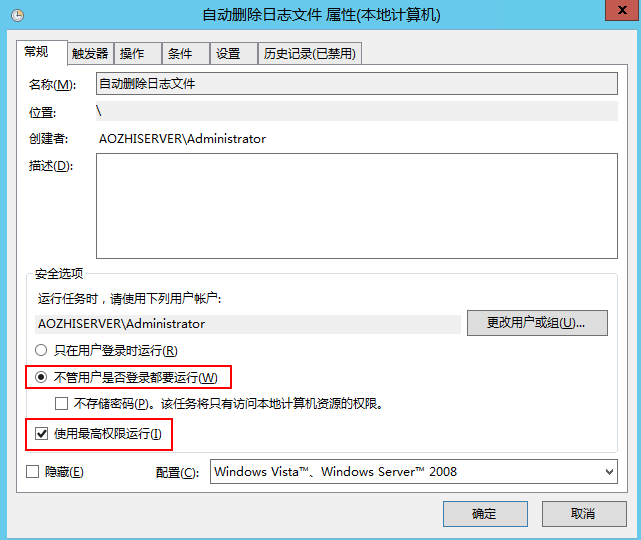 自动删除日志文件 属性(本地计算机)
常规 触发器 操作 条件 设置 历史记录(已禁用)
名称(M): 自动删除日志文件
位置: \
创建者: AOZHISERVER\Administrator
描述(D):
安全选项
运行任务时，请使用下列用户帐户:
AOZHISERVER\Administrator 更改用户或组(U)...
只在用户登录时运行(R)
不管用户是否登录都要运行(W)
不存储密码(P)。该任务将只有访问本地计算机资源的权限。
使用最高权限运行(I)
隐藏(E) 配置(C): Windows Vista™、Windows Server™ 2008
确定 取消